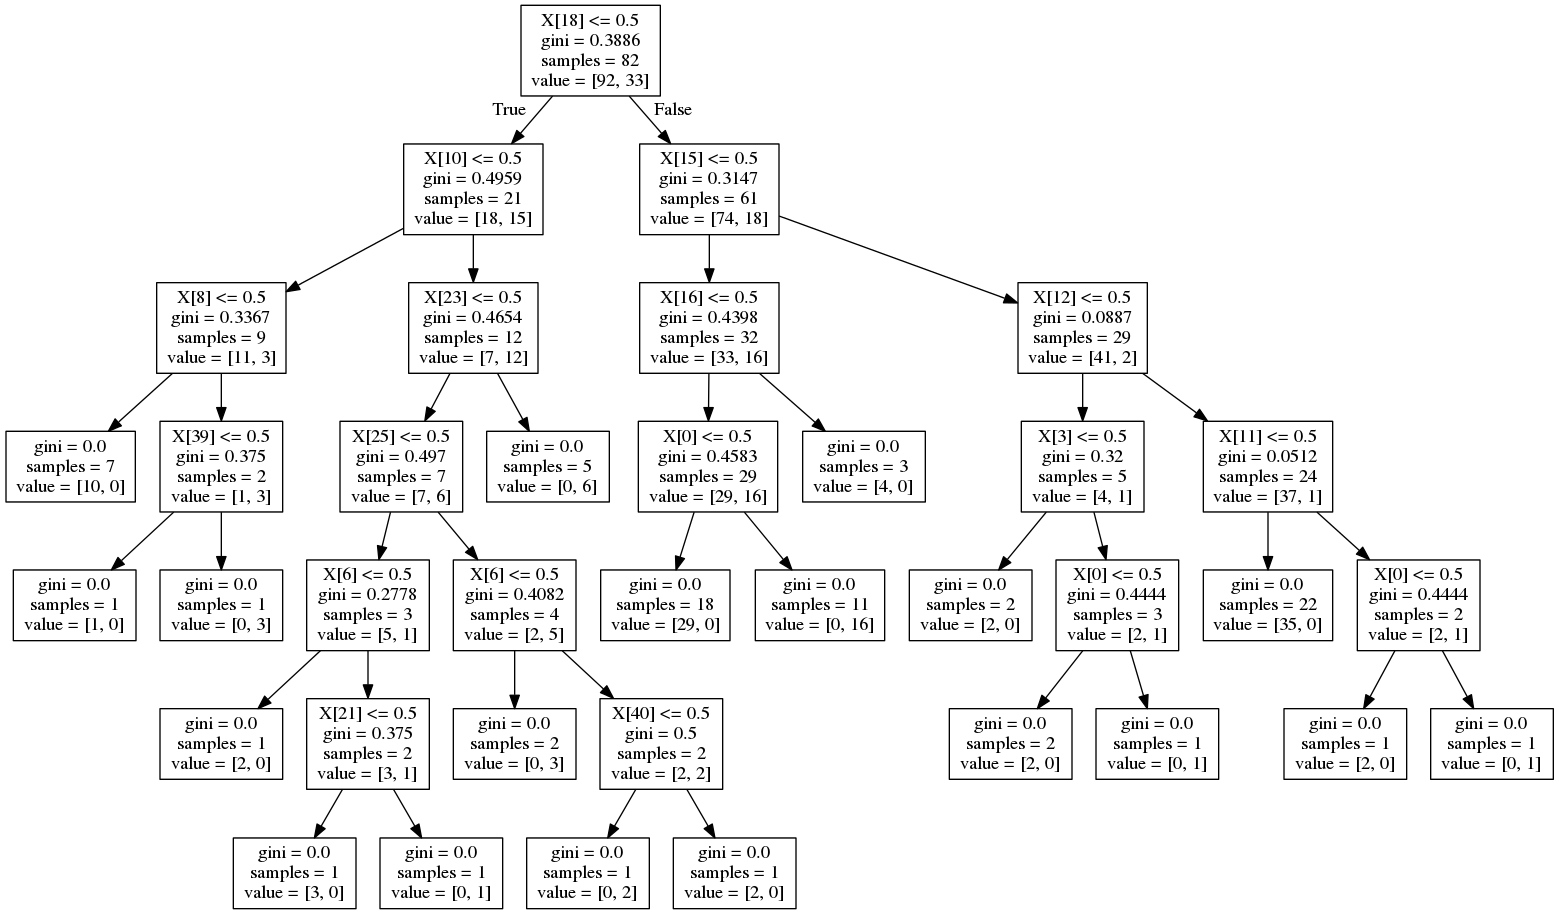 X[18] <= 0.5
gini = 0.3886
samples = 82
value = [92, 33]
True
False
X[10] <= 0.5
gini = 0.4959
samples = 21
value = [18, 15]
X[15] <= 0.5
gini = 0.3147
samples = 61
value = [74, 18]
X[8] <= 0.5
gini = 0.3367
samples = 9
value = [11, 3]
X[23] <= 0.5
gini = 0.4654
samples = 12
value = [7, 12]
X[16] <= 0.5
gini = 0.4398
samples = 32
value = [33, 16]
X[12] <= 0.5
gini = 0.0887
samples = 29
value = [41, 2]
gini = 0.0
samples = 7
value = [10, 0]
X[39] <= 0.5
gini = 0.375
samples = 2
value = [1, 3]
X[25] <= 0.5
gini = 0.497
samples = 7
value = [7, 6]
gini = 0.0
samples = 5
value = [0, 6]
X[0] <= 0.5
gini = 0.4583
samples = 29
value = [29, 16]
gini = 0.0
samples = 3
value = [4, 0]
X[3] <= 0.5
gini = 0.32
samples = 5
value = [4, 1]
X[11] <= 0.5
gini = 0.0512
samples = 24
value = [37, 1]
gini = 0.0
samples = 1
value = [1, 0]
gini = 0.0
samples = 1
value = [0, 3]
X[6] <= 0.5
gini = 0.2778
samples = 3
value = [5, 1]
X[6] <= 0.5
gini = 0.4082
samples = 4
value = [2, 5]
gini = 0.0
samples = 18
value = [29, 0]
gini = 0.0
samples = 11
value = [0, 16]
gini = 0.0
samples = 2
value = [2, 0]
X[0] <= 0.5
gini = 0.4444
samples = 3
value = [2, 1]
gini = 0.0
samples = 22
value = [35, 0]
X[0] <= 0.5
gini = 0.4444
samples = 2
value = [2, 1]
gini = 0.0
samples = 1
value = [2, 0]
X[21] <= 0.5
gini = 0.375
samples = 2
value = [3, 1]
gini = 0.0
samples = 2
value = [0, 3]
X[40] <= 0.5
gini = 0.5
samples = 2
value = [2, 2]
gini = 0.0
samples = 2
value = [2, 0]
gini = 0.0
samples = 1
value = [0, 1]
gini = 0.0
samples = 1
value = [2, 0]
gini = 0.0
samples = 1
value = [0, 1]
gini = 0.0
samples = 1
value = [3, 0]
gini = 0.0
samples = 1
value = [0, 1]
gini = 0.0
samples = 1
value = [0, 2]
gini = 0.0
samples = 1
value = [2, 0]